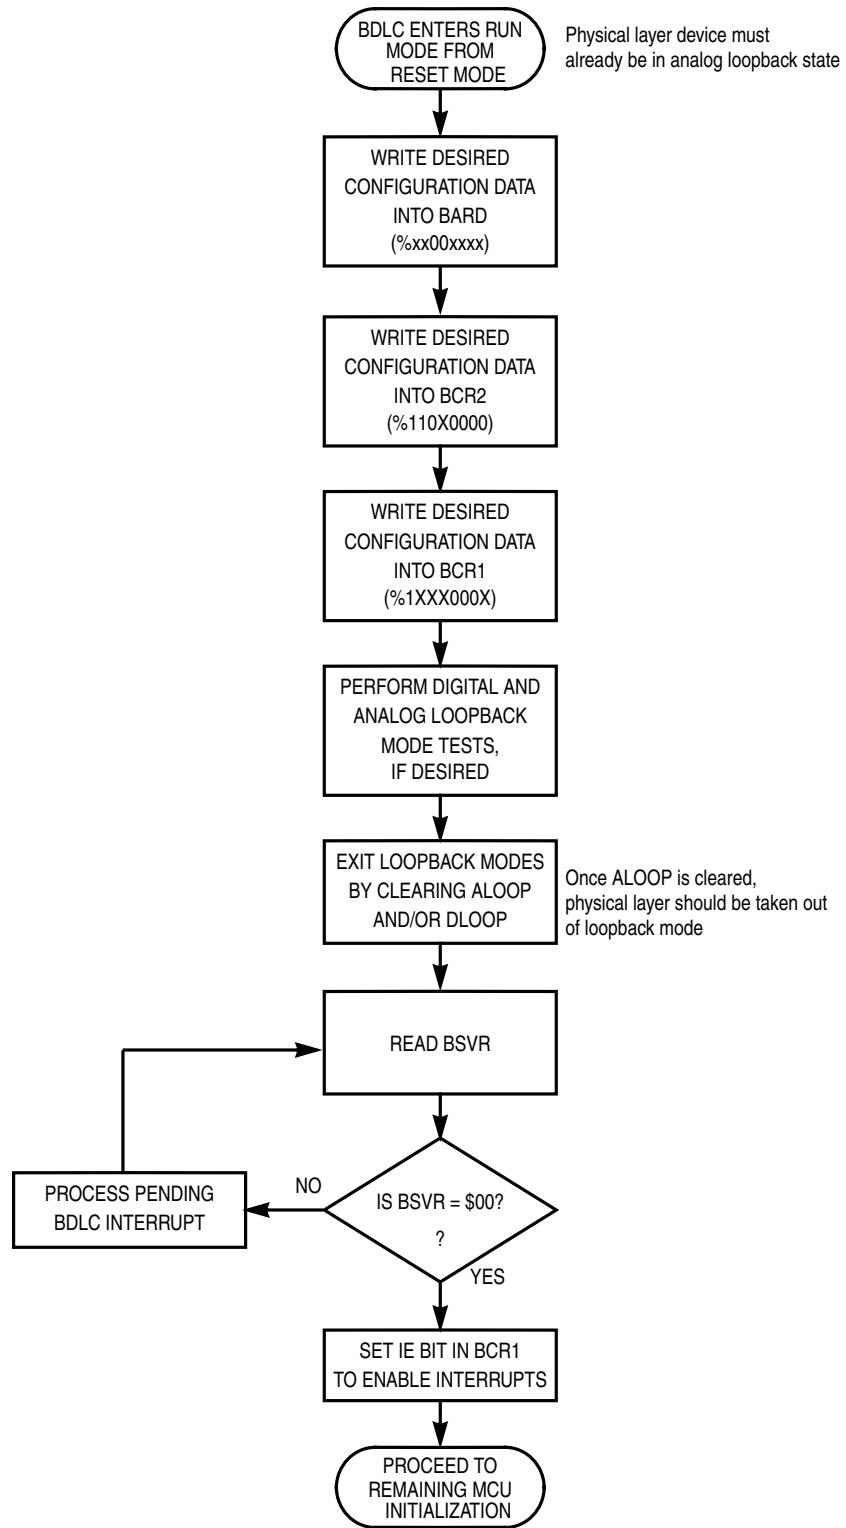 BDLC ENTERS RUN
MODE FROM
RESET MODE
Physical layer device must
already be in analog loopback state
WRITE DESIRED
CONFIGURATION DATA
INTO BARD
(%xx00xxxx)
WRITE DESIRED
CONFIGURATION DATA
INTO BCR2
(%110X0000)
WRITE DESIRED
CONFIGURATION DATA
INTO BCR1
(%1XXX000X)
PERFORM DIGITAL AND
ANALOG LOOPBACK
MODE TESTS,
IF DESIRED
EXIT LOOPBACK MODES
BY CLEARING ALOOP
AND/OR DLOOP
Once ALOOP is cleared,
physical layer should be taken out
of loopback mode
READ BSVR
IS BSVR = $00?
?
NO
PROCESS PENDING
BDLC INTERRUPT
YES
SET IE BIT IN BCR1
TO ENABLE INTERRUPTS
PROCEED TO
REMAINING MCU
INITIALIZATION